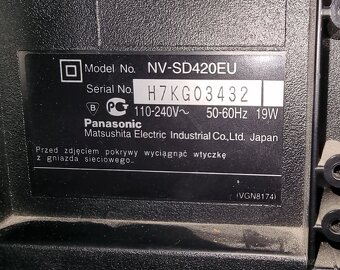 Model No. NV-SD420EU
Serial No. H7KG03432
B PG 110-240V~ 50-60Hz 19W
Panasonic
Matsushita Electric Industrial Co.,Ltd. Japan
Przed zdjęciem pokrywy wyciągnąć wtyczkę
z gniazda sieciowego.
(VGN8174)